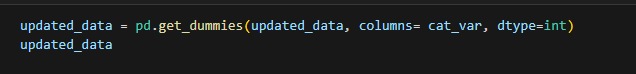 updated_data = pd.get_dummies(updated_data, columns= cat_var, dtype=int)
updated_data